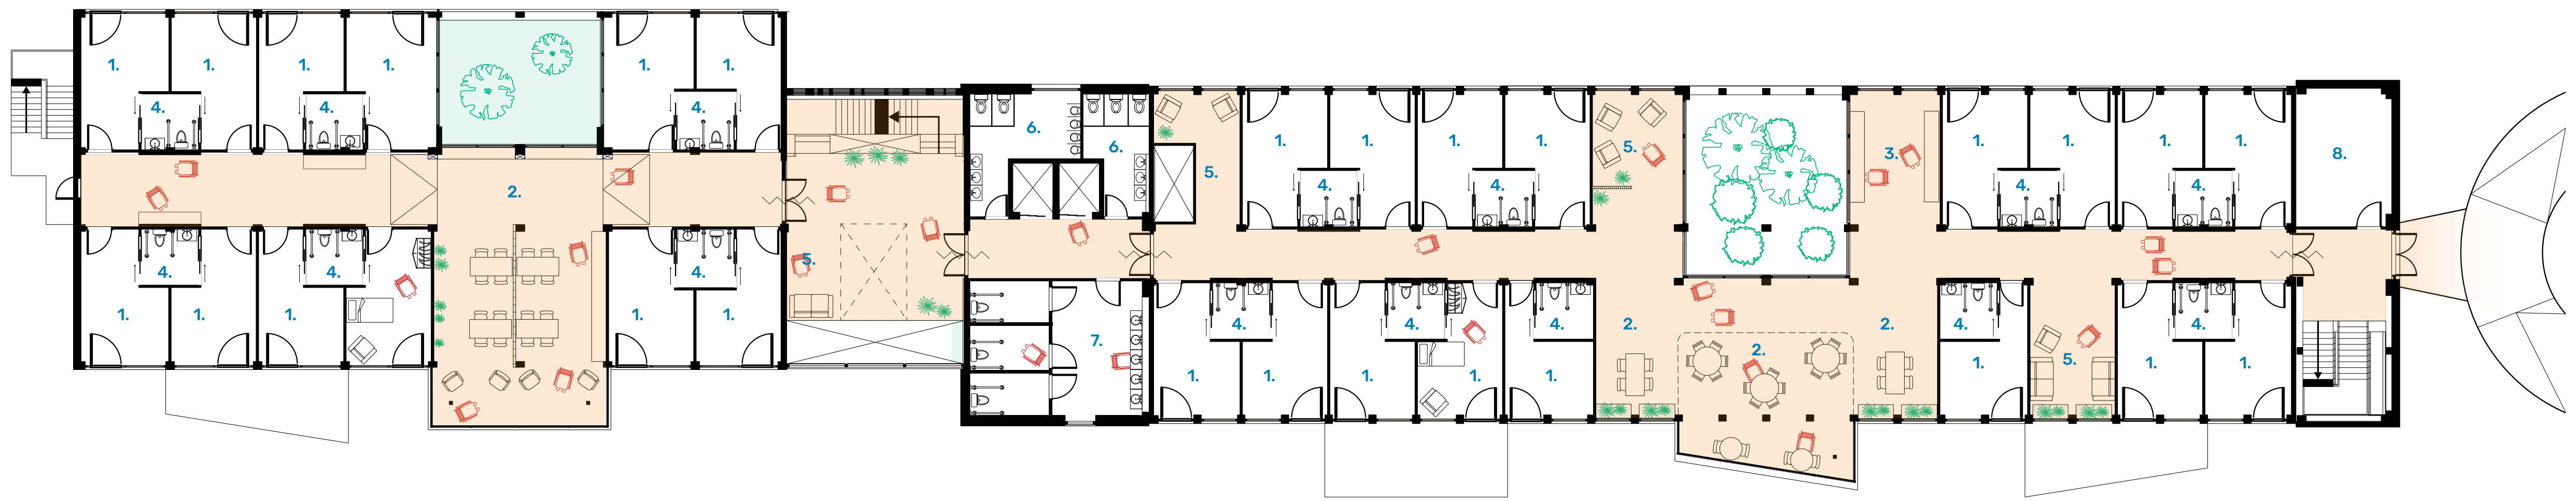 1. 1. 1. 1. 1. 1.
4. 4. 4.
6. 6. 1. 1. 1. 1. 5. 3. 1. 1. 1. 1. 8.
2. 5. 4. 4. 4. 4.
4. 4. 4. 5.
1. 1. 1. 1. 1. 7. 4. 4. 4. 2. 2. 2. 4. 4.
1. 1. 1. 1. 1. 1. 5. 1. 1.